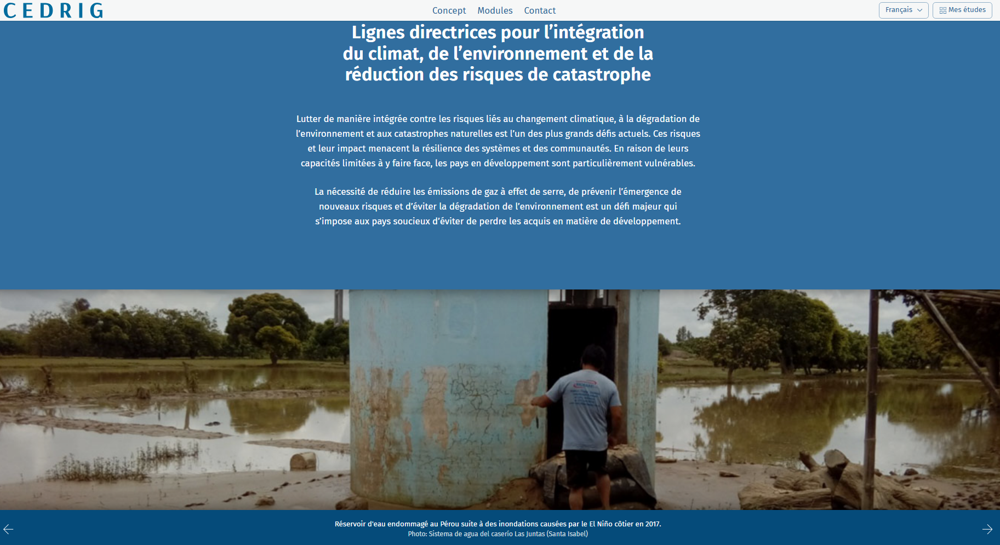 CEDRIG
Concept Modules Contact
Français
Mes études
Lignes directrices pour l’intégration
du climat, de l’environnement et de la
réduction des risques de catastrophe
Lutter de manière intégrée contre les risques liés au changement climatique, à la dégradation de
l’environnement et aux catastrophes naturelles est l’un des plus grands défis actuels. Ces risques
et leur impact menacent la résilience des systèmes et des communautés. En raison de leurs
capacités limitées à y faire face, les pays en développement sont particulièrement vulnérables.
La nécessité de réduire les émissions de gaz à effet de serre, de prévenir l’émergence de
nouveaux risques et d’éviter la dégradation de l’environnement est un défi majeur qui
s’impose aux pays soucieux d’éviter de perdre les acquis en matière de développement.
Réservoir d'eau endommagé au Pérou suite à des inondations causées par le El Niño côtier en 2017.
Photo: Sistema de agua del caserío Las Juntas (Santa Isabel)